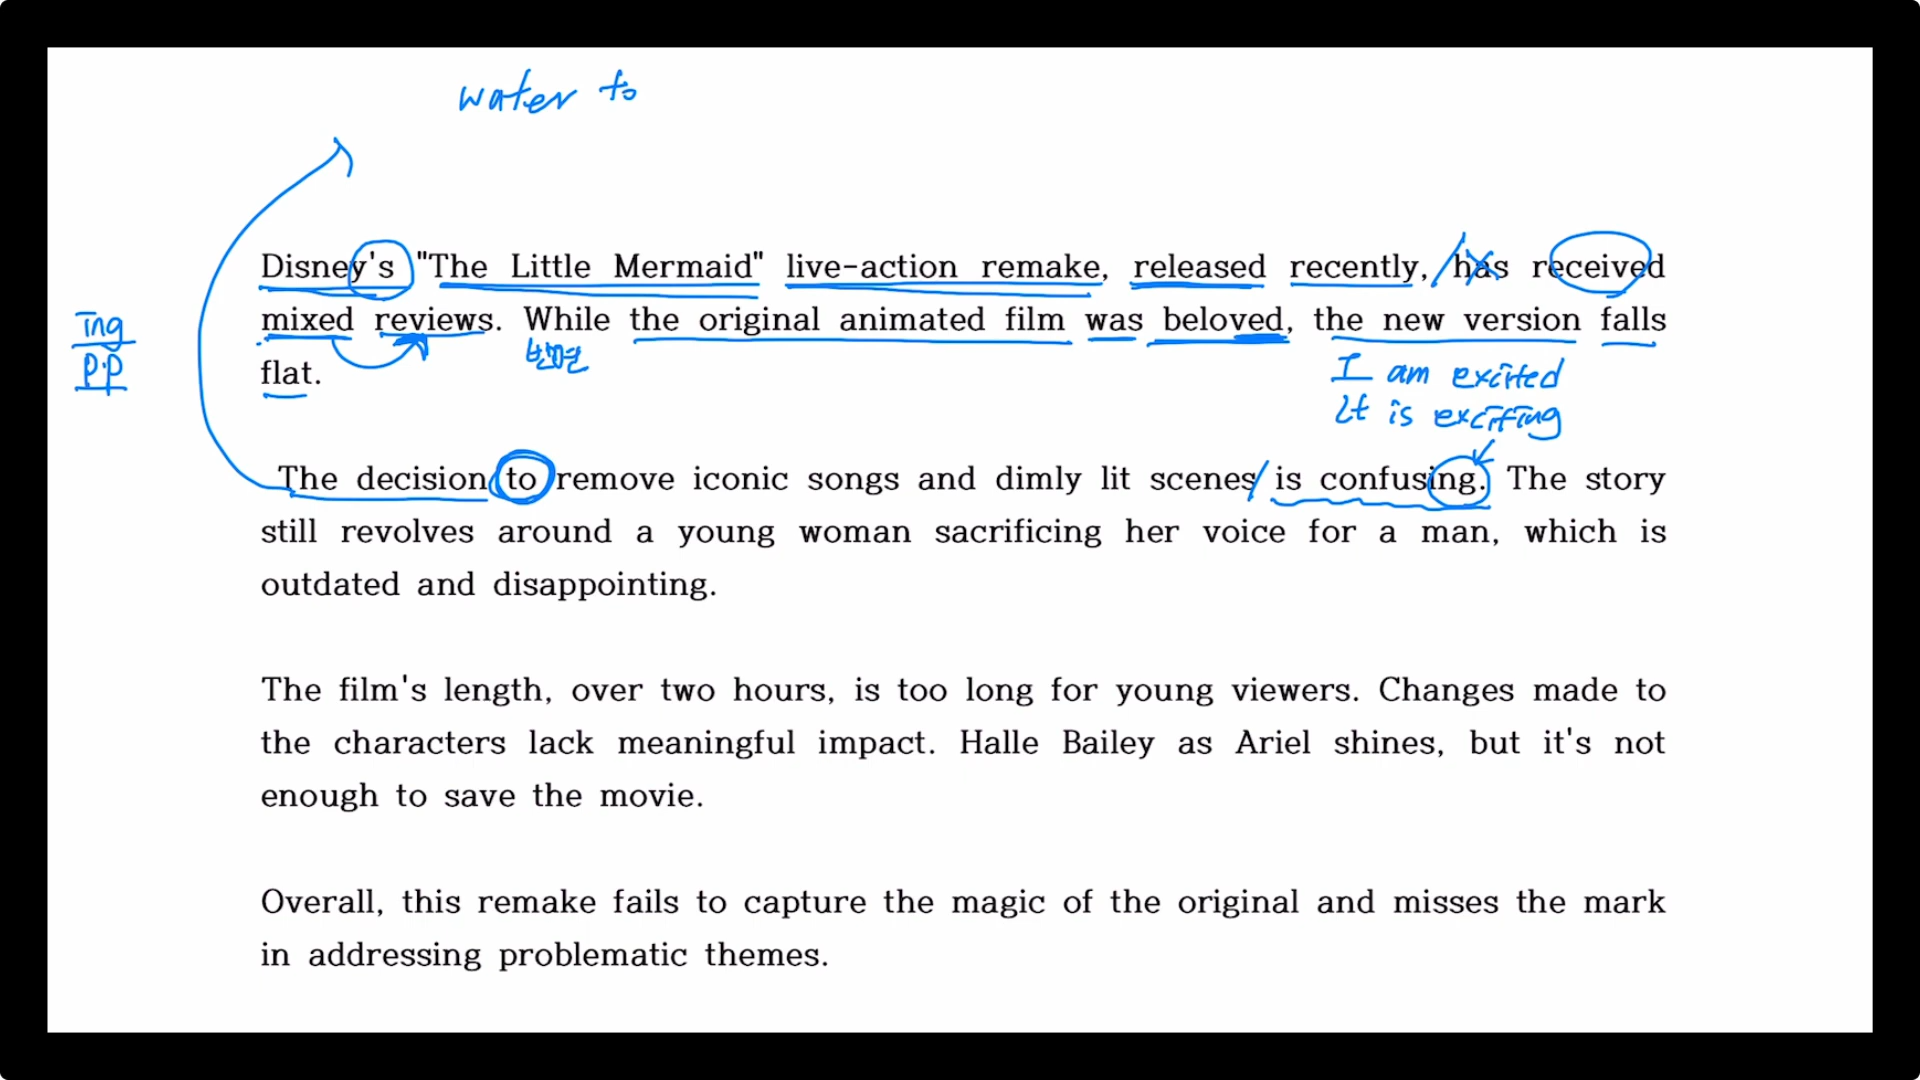 water to
Disney's "The Little Mermaid" live-action remake, released recently, has received
mixed reviews. While the original animated film was beloved, the new version falls
ing
p.p
반면
flat.
I am excited
It is exciting
The decision to remove iconic songs and dimly lit scenes is confusing. The story
still revolves around a young woman sacrificing her voice for a man, which is
outdated and disappointing.
The film's length, over two hours, is too long for young viewers. Changes made to
the characters lack meaningful impact. Halle Bailey as Ariel shines, but it's not
enough to save the movie.
Overall, this remake fails to capture the magic of the original and misses the mark
in addressing problematic themes.